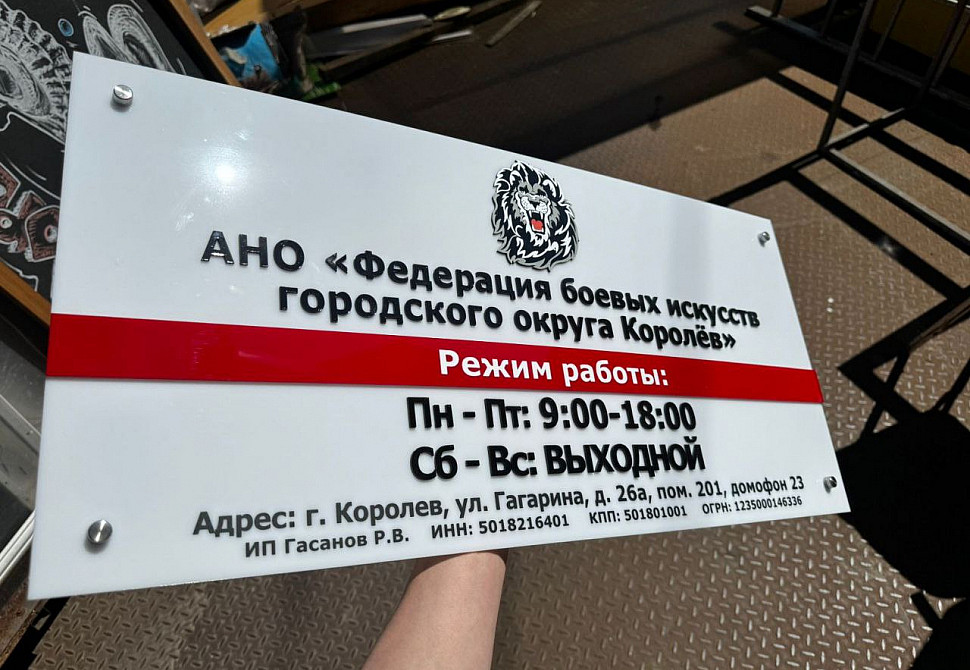 АНО «Федерация боевых искусств
городского округа Королёв»
Режим работы:
Пн - Пт: 9:00-18:00
Сб - Вс: ВЫХОДНОЙ
Адрес: г. Королев, ул. Гагарина, д. 26а, пом. 201, домофон 23
ИП Гасанов Р.В. ИНН: 5018216401 КПП: 501801001 ОГРН: 1235000146336